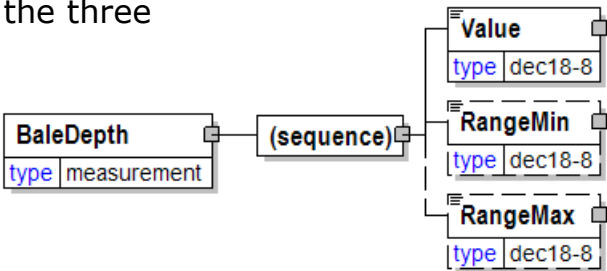 the three
Value
type dec18-8
BaleDepth
type measurement
(sequence)
RangeMin
type dec18-8
RangeMax
type dec18-8